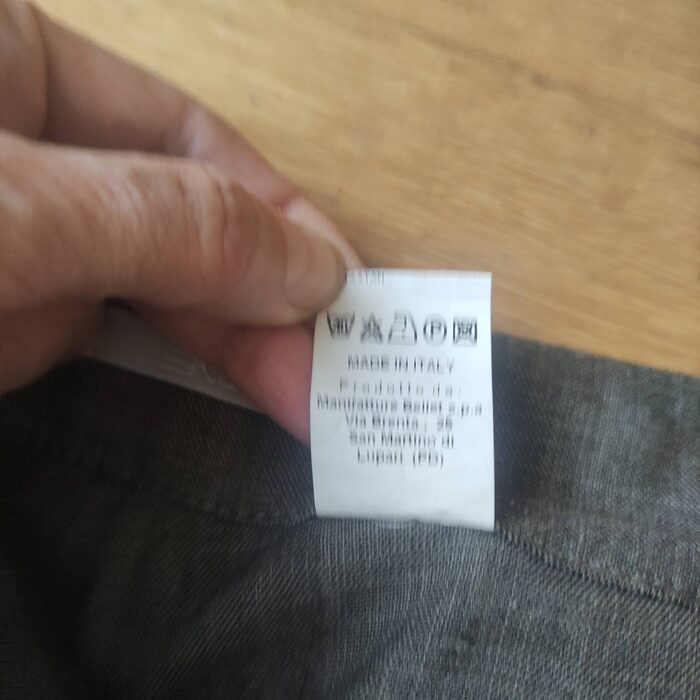 MADE IN ITALY
Prodotto da:
Manifatture Bellet s.p.a
Via Brenta, 28
San Martino di
Lupari (PD)